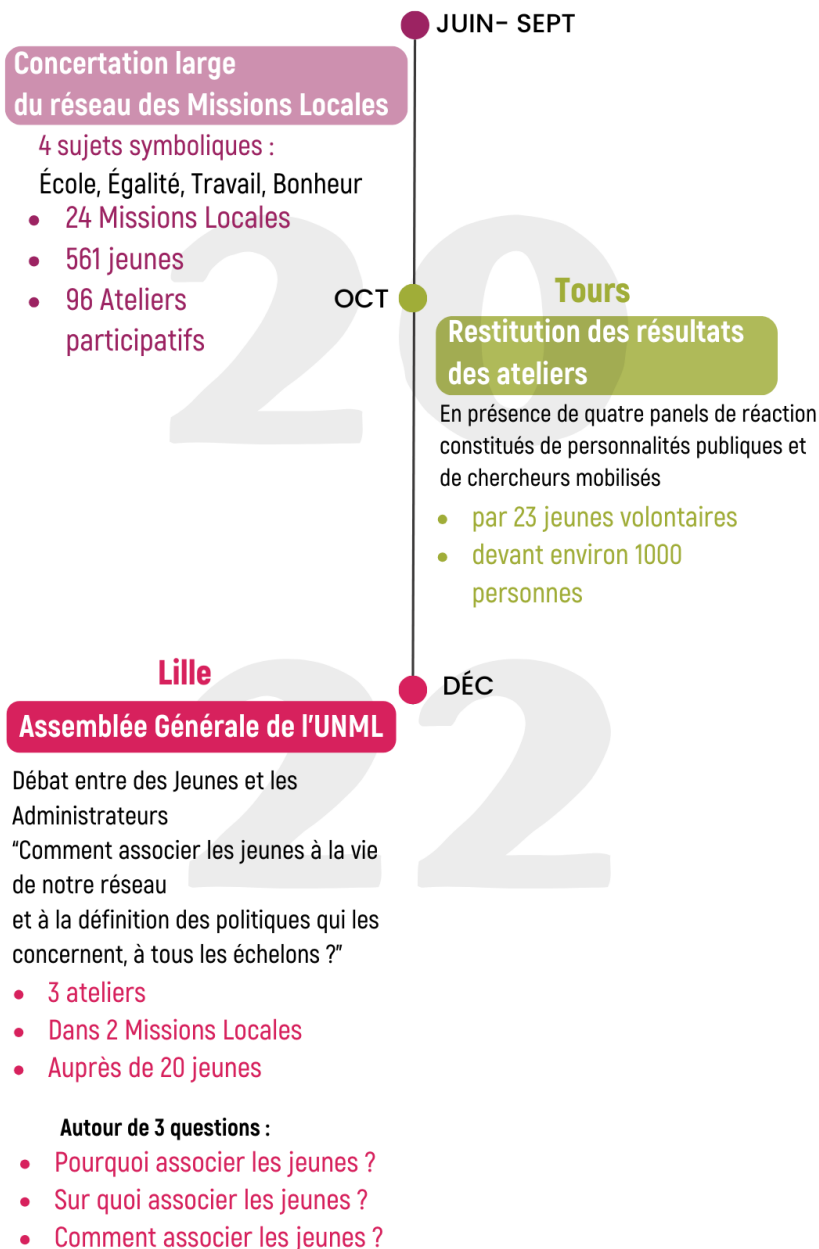 JUIN- SEPT
Concertation large
du réseau des Missions Locales
4 sujets symboliques :
École, Égalité, Travail, Bonheur
• 24 Missions Locales
• 561 jeunes
• 96 Ateliers
participatifs
20
OCT
Tours
Restitution des résultats
des ateliers
En présence de quatre panels de réaction
constitués de personnalités publiques et
de chercheurs mobilisés
• par 23 jeunes volontaires
• devant environ 1000
personnes
22
DÉC
Lille
Assemblée Générale de l'UNML
Débat entre des Jeunes et les
Administrateurs
“Comment associer les jeunes à la vie
de notre réseau
et à la définition des politiques qui les
concernent, à tous les échelons ?”
• 3 ateliers
• Dans 2 Missions Locales
• Auprès de 20 jeunes
Autour de 3 questions :
• Pourquoi associer les jeunes ?
• Sur quoi associer les jeunes ?
• Comment associer les jeunes ?